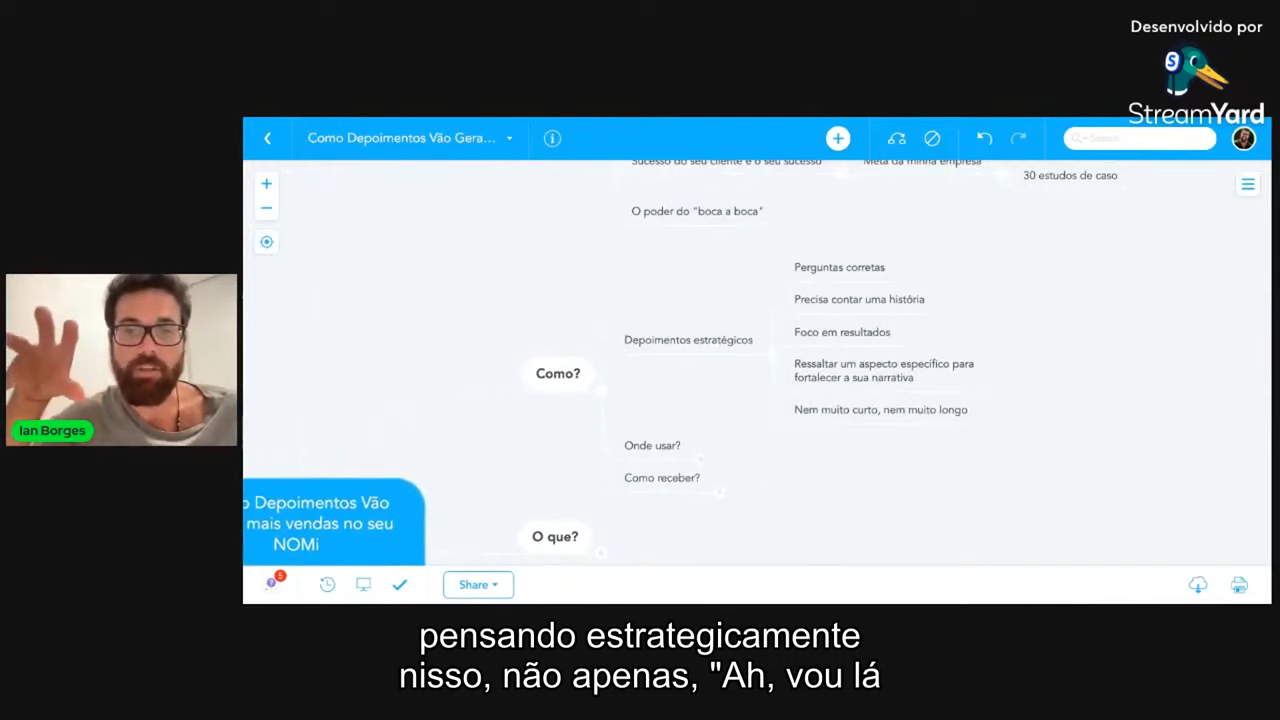 Desenvolvido por
StreamYard
Como Depoimentos Vão Gera...
Search
Sucesso do seu cliente é o seu sucesso
Meta da minha empresa
30 estudos de caso
O poder do "boca a boca"
Perguntas corretas
Precisa contar uma história
Depoimentos estratégicos
Foco em resultados
Ressaltar um aspecto específico para
fortalecer a sua narrativa
Como?
Nem muito curto, nem muito longo
Ian Borges
Onde usar?
Como receber?
o Depoimentos Vão
mais vendas no seu
NOMi
O que?
5
Share
pensando estrategicamente
nisso, não apenas, "Ah, vou lá